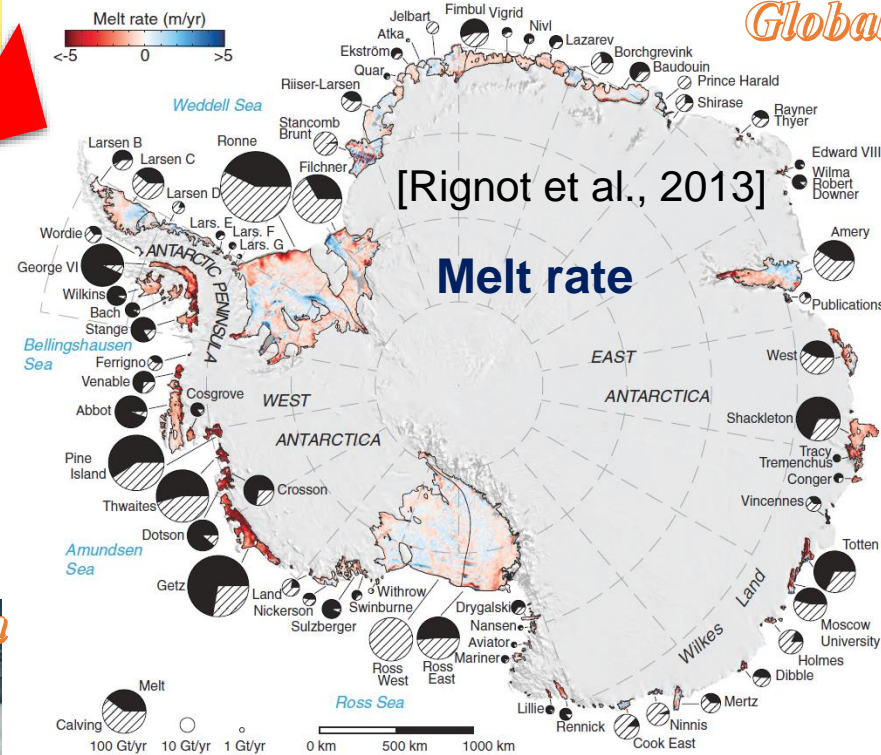 Melt rate (m/yr)
<-5
0
>5
Globa
Jelbart
Atka
Ekström
Quar
Riiser-Larsen
Stancomb
Brunt
Fimbul
Vigrid
Nivl
Lazarev
Borchgrevink
Baudouin
Prince Harald
Shirase
Rayner
Thyer
Edward VIII
Wilma
Robert
Downer
Amery
Publications
Weddell Sea
Ronne
Filchner
[Rignot et al., 2013]
Melt rate
Larsen B
Larsen C
Larsen D
Lars. E
Lars. F
Lars. G
Wordie
George VI
Wilkins
Bach
Stange
ANTARCTIC PENINSULA
Bellingshausen
Sea
Ferrigno
Venable
Abbot
Cosgrove
Pine
Island
Thwaites
Crosson
Dotson
Amundsen
Sea
Getz
WEST
ANTARCTICA
EAST
ANTARCTICA
West
Shackleton
Tracy
Tremenchus
Conger
Vincennes
Totten
Moscow
University
Holmes
Dibble
Wilkes Land
Land
Nickerson
Sulzberger
Swinburne
Withrow
Ross
West
Ross
East
Drygalski
Nansen
Aviator
Mariner
Lillie
Rennick
Cook East
Ninnis
Mertz
Ross Sea
Melt
Calving
100 Gt/yr
10 Gt/yr
1 Gt/yr
0 km
500 km
1000 km